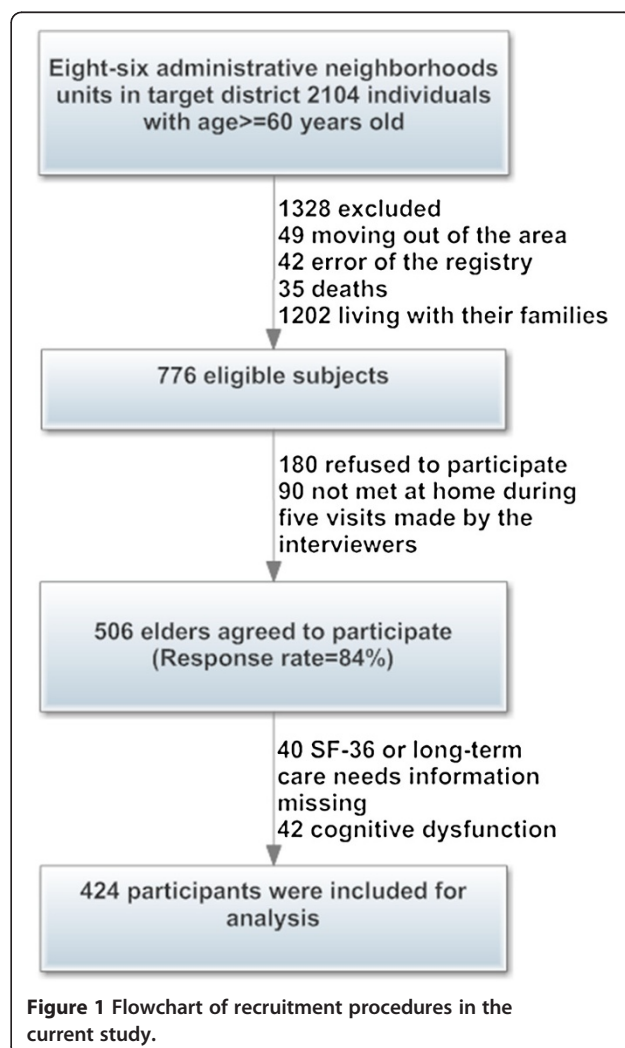 Eight-six administrative neighborhoods
units in target district 2104 individuals
with age>=60 years old
1328 excluded
49 moving out of the area
42 error of the registry
35 deaths
1202 living with their families
776 eligible subjects
180 refused to participate
90 not met at home during
five visits made by the
interviewers
506 elders agreed to participate
(Response rate=84%)
40 SF-36 or long-term
care needs information
missing
42 cognitive dysfunction
424 participants were included for
analysis
Figure 1 Flowchart of recruitment procedures in the
current study.